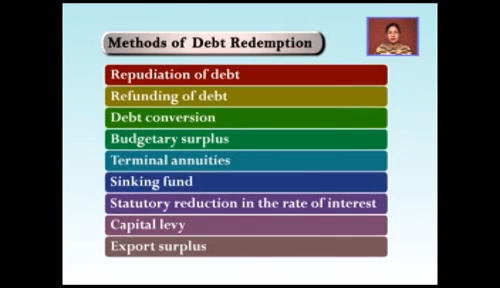 Methods of Debt Redemption
Repudiation of debt
Refunding of debt
Debt conversion
Budgetary surplus
Terminal annuities
Sinking fund
Statutory reduction in the rate of interest
Capital levy
Export surplus